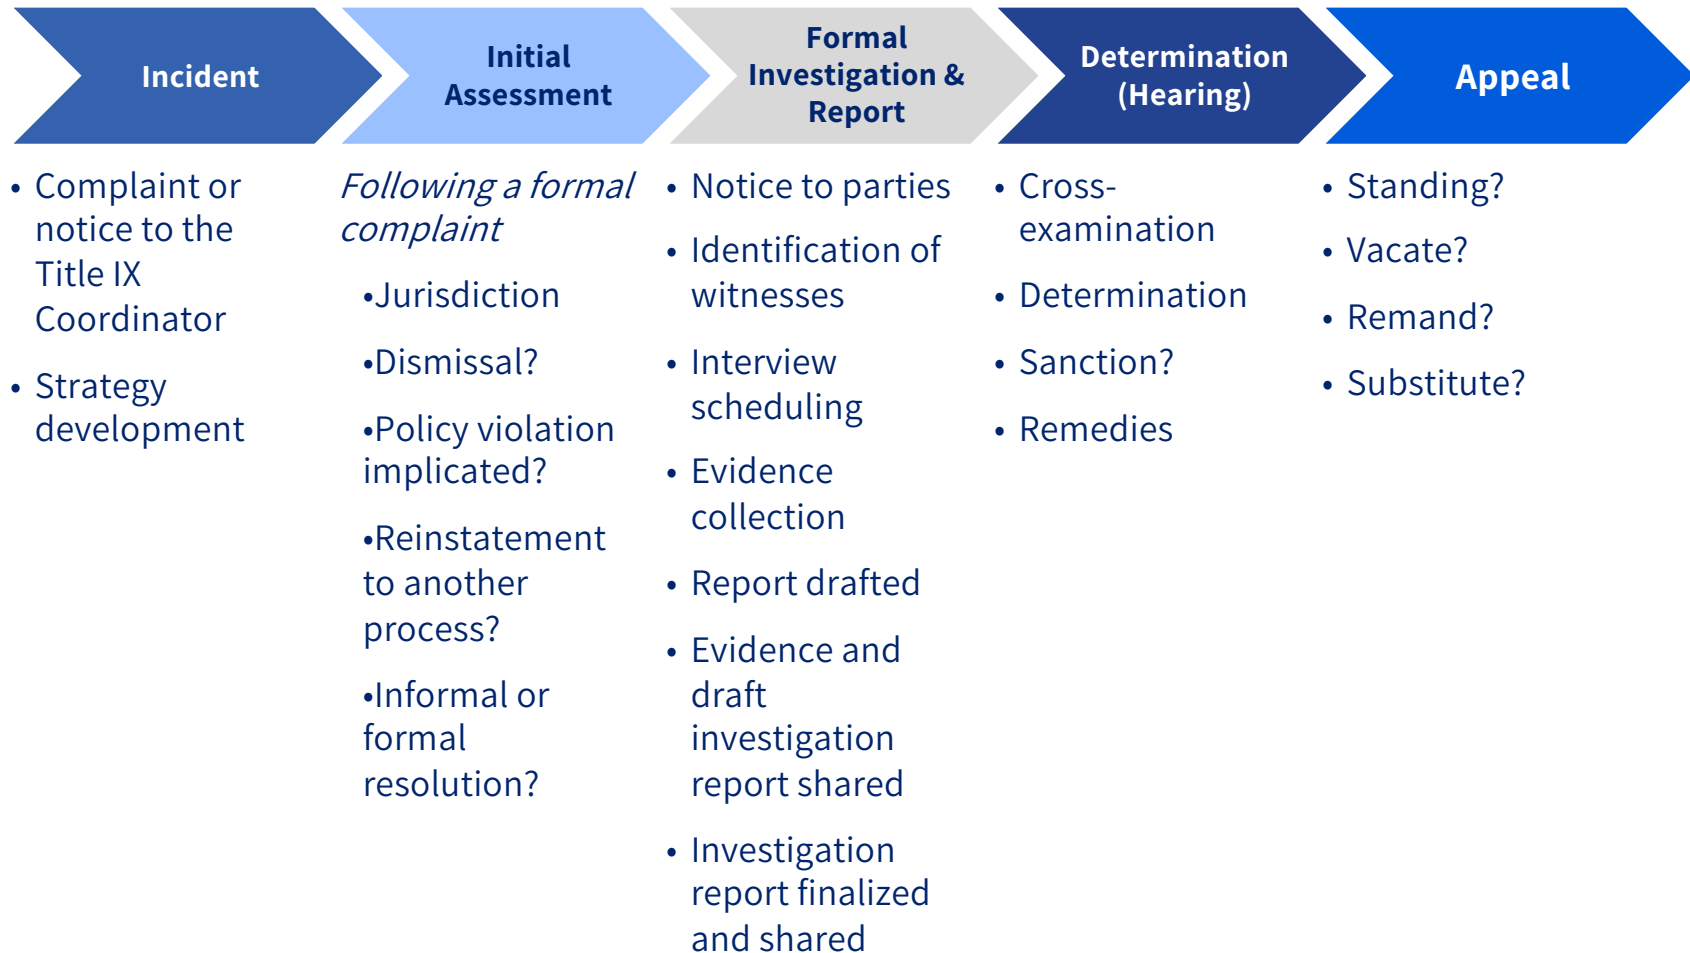 Incident
Initial
Assessment
Formal
Investigation &
Report
Determination
(Hearing)
Appeal
• Complaint or
notice to the
Title IX
Coordinator
• Strategy
development
Following a formal
complaint
•Jurisdiction
•Dismissal?
•Policy violation
implicated?
•Reinstatement
to another
process?
•Informal or
formal
resolution?
• Notice to parties
• Identification of
witnesses
• Interview
scheduling
• Evidence
collection
• Report drafted
• Evidence and
draft
investigation
report shared
• Investigation
report finalized
and shared
• Cross-
examination
• Determination
• Sanction?
• Remedies
• Standing?
• Vacate?
• Remand?
• Substitute?